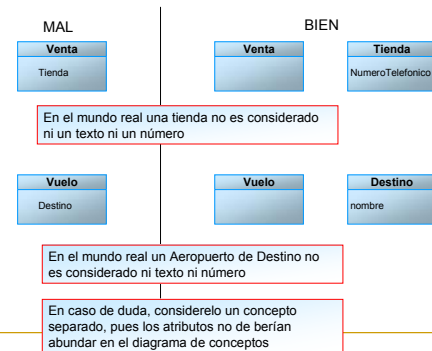 MAL
BIEN
Venta
Tienda
Venta
Tienda
NumeroTelefonico
En el mundo real una tienda no es considerado
ni un texto ni un número
Vuelo
Destino
Vuelo
Destino
nombre
En el mundo real un Aeropuerto de Destino no
es considerado ni texto ni número
En caso de duda, considerelo un concepto
separado, pues los atributos no de berían
abundar en el diagrama de conceptos